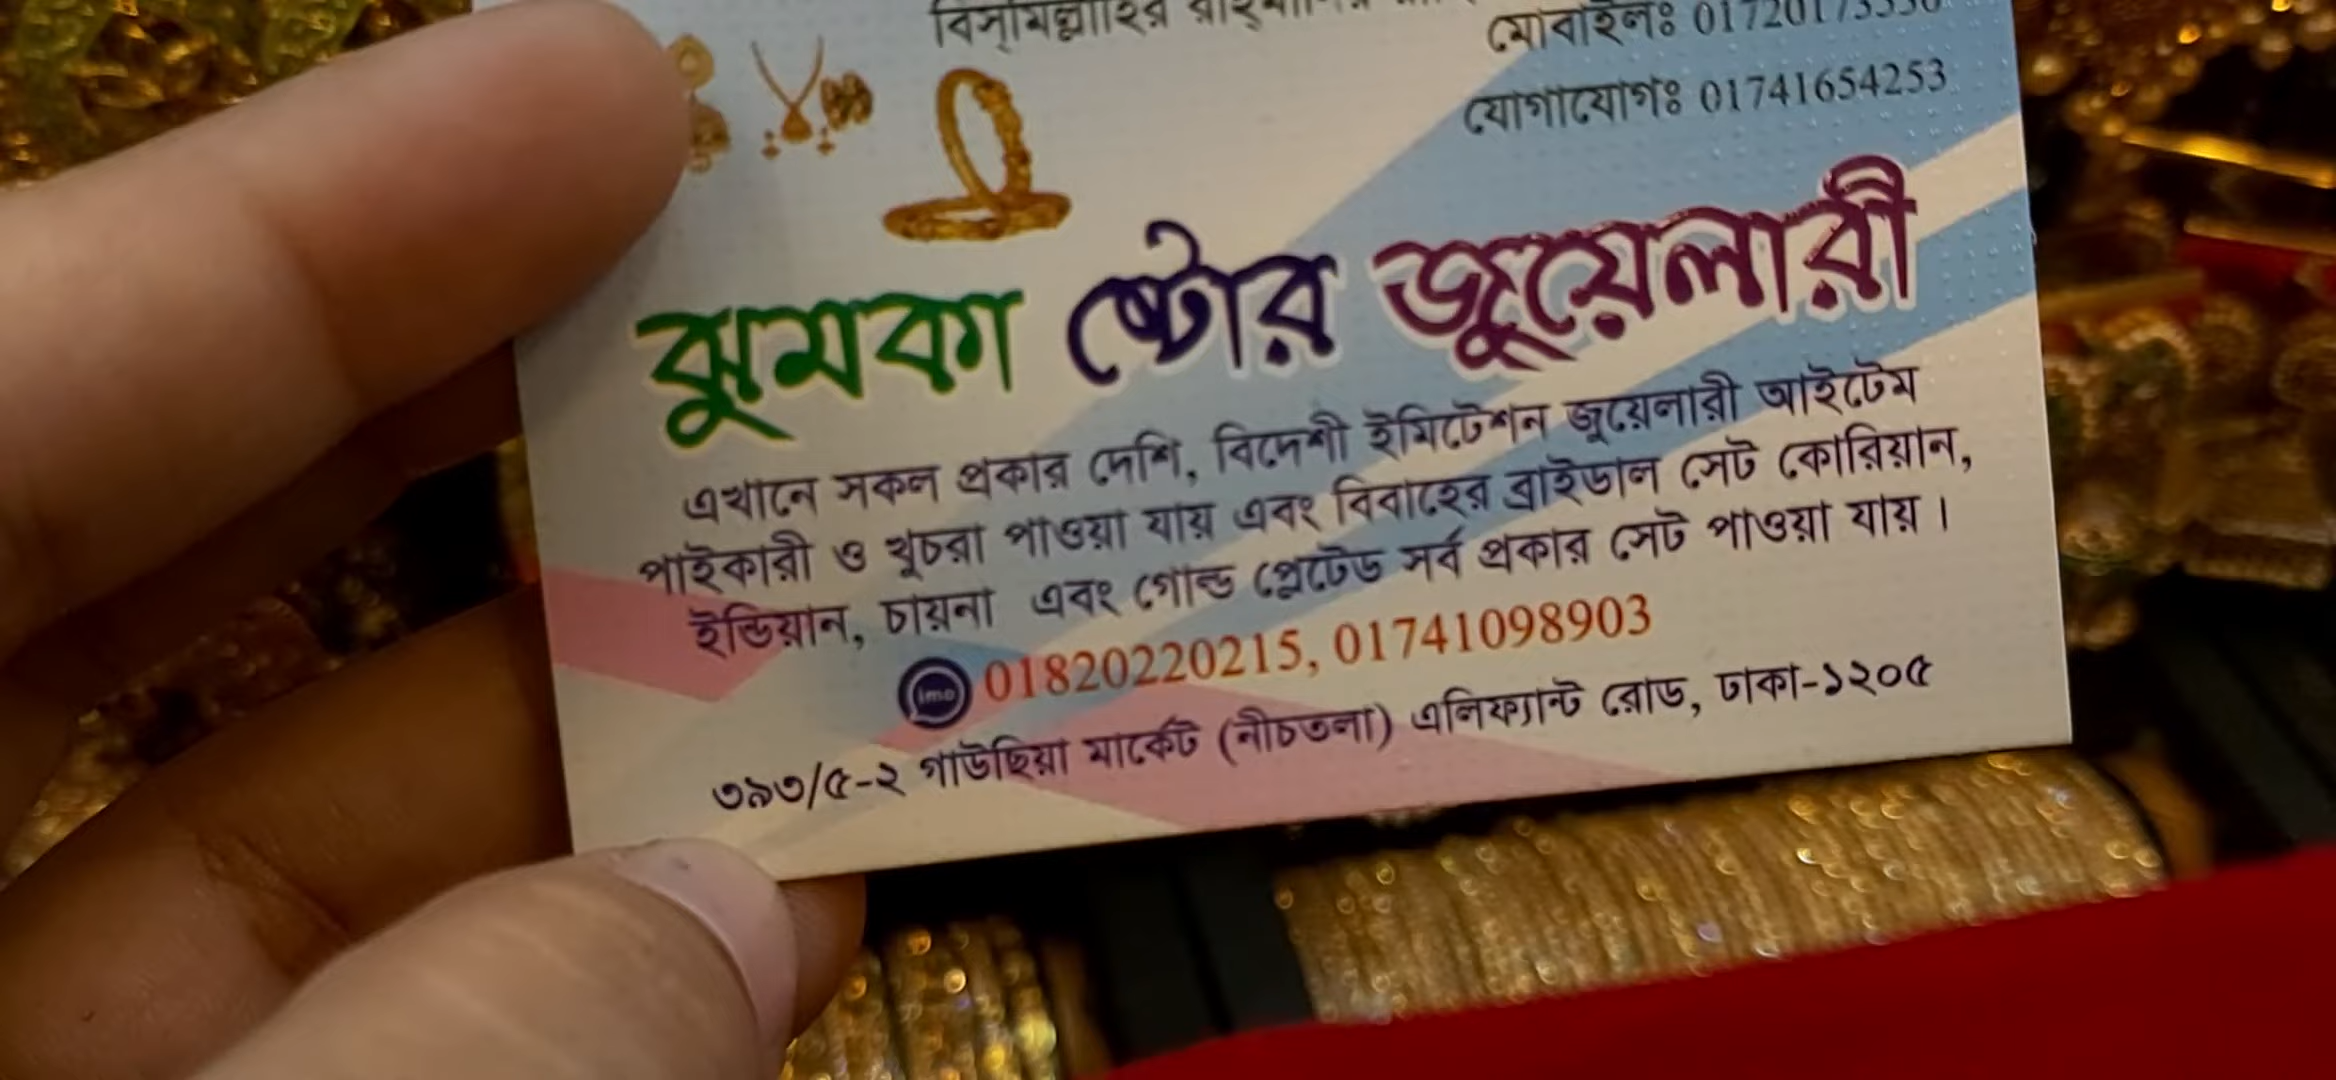 বিস্‌মিল্লাহির
মোবাইলঃ
যোগাযোগঃ 01741654253
ঝুমকা ষ্টোর জুয়েলারী
এখানে সকল প্রকার দেশি, বিদেশী ইমিটেশন জুয়েলারী আইটেম
পাইকারী ও খুচরা পাওয়া যায় এবং বিবাহের ব্রাইডাল সেট কোরিয়ান,
ইন্ডিয়ান, চায়না এবং গোল্ড প্লেটেড সর্ব প্রকার সেট পাওয়া যায়।
imo 01820220215, 01741098903
৩৯৩/৫-২ গাউছিয়া মার্কেট (নীচতলা) এলিফ্যান্ট রোড, ঢাকা-১২০৫